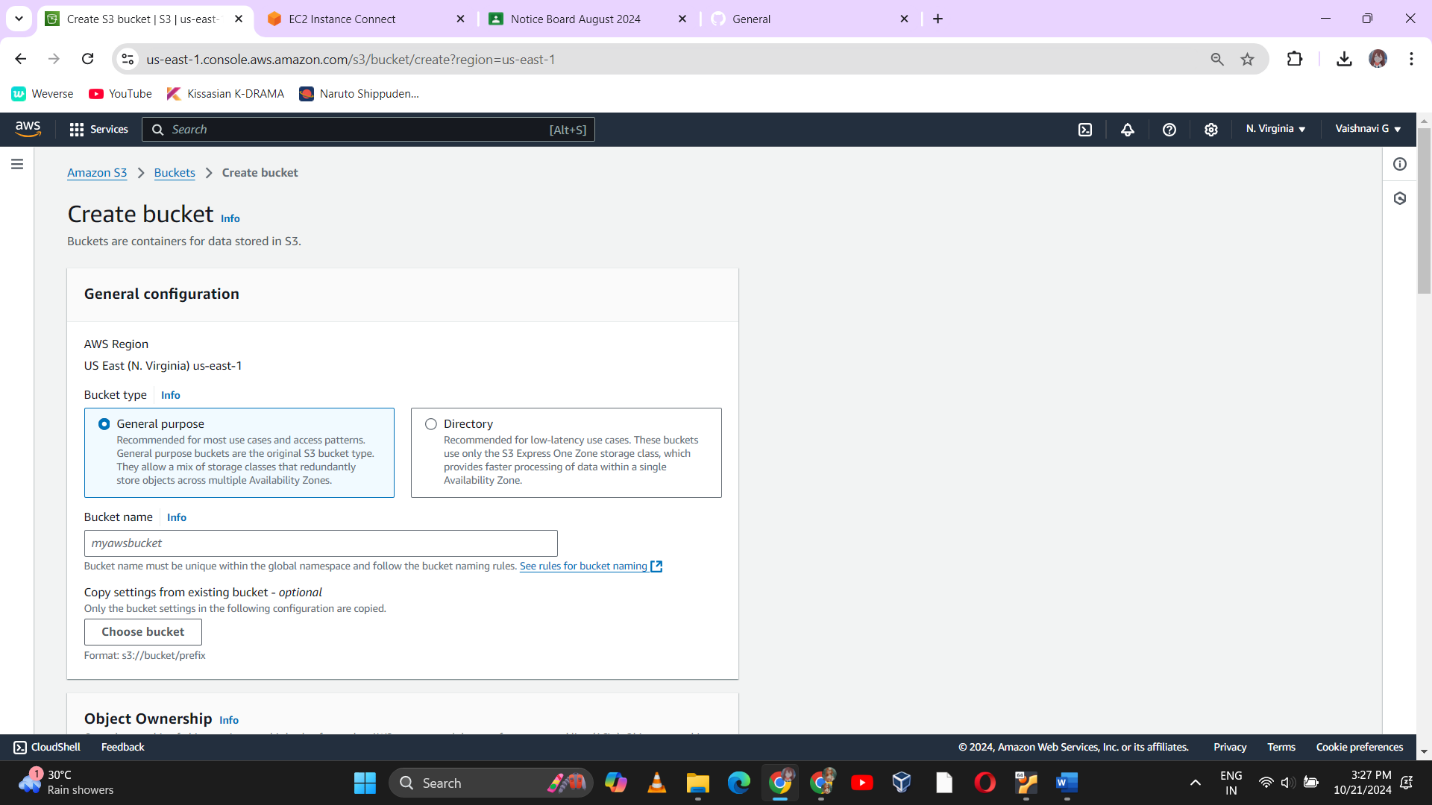 Create S3 bucket | S3 | us-east-
EC2 Instance Connect
Notice Board August 2024
General
us-east-1.console.aws.amazon.com/s3/bucket/create?region=us-east-1
Weverse
YouTube
Kissasian K-DRAMA
Naruto Shippuden...
aws
Services
Search
[Alt+S]
N. Virginia
Vaishnavi G
Amazon S3
Buckets
Create bucket
Create bucket Info
Buckets are containers for data stored in S3.
General configuration
AWS Region
US East (N. Virginia) us-east-1
Bucket type Info
General purpose
Recommended for most use cases and access patterns.
General purpose buckets are the original S3 bucket type.
They allow a mix of storage classes that redundantly
store objects across multiple Availability Zones.
Directory
Recommended for low-latency use cases. These buckets
use only the S3 Express One Zone storage class, which
provides faster processing of data within a single
Availability Zone.
Bucket name Info
myawsbucket
Bucket name must be unique within the global namespace and follow the bucket naming rules. See rules for bucket naming
Copy settings from existing bucket - optional
Only the bucket settings in the following configuration are copied.
Choose bucket
Format: s3://bucket/prefix
Object Ownership Info
CloudShell
Feedback
© 2024, Amazon Web Services, Inc. or its affiliates.
Privacy
Terms
Cookie preferences
1
30°C
Rain showers
Search
ENG
IN
3:27 PM
10/21/2024